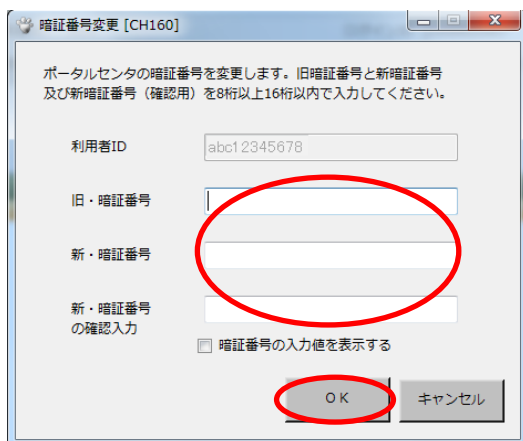 暗証番号変更 [CH160]
ポータルセンタの暗証番号を変更します。旧暗証番号と新暗証番号
及び新暗証番号（確認用）を8桁以上16桁以内で入力してください。
利用者ID
abc12345678
旧・暗証番号
新・暗証番号
新・暗証番号
の確認入力
暗証番号の入力値を表示する
OK
キャンセル